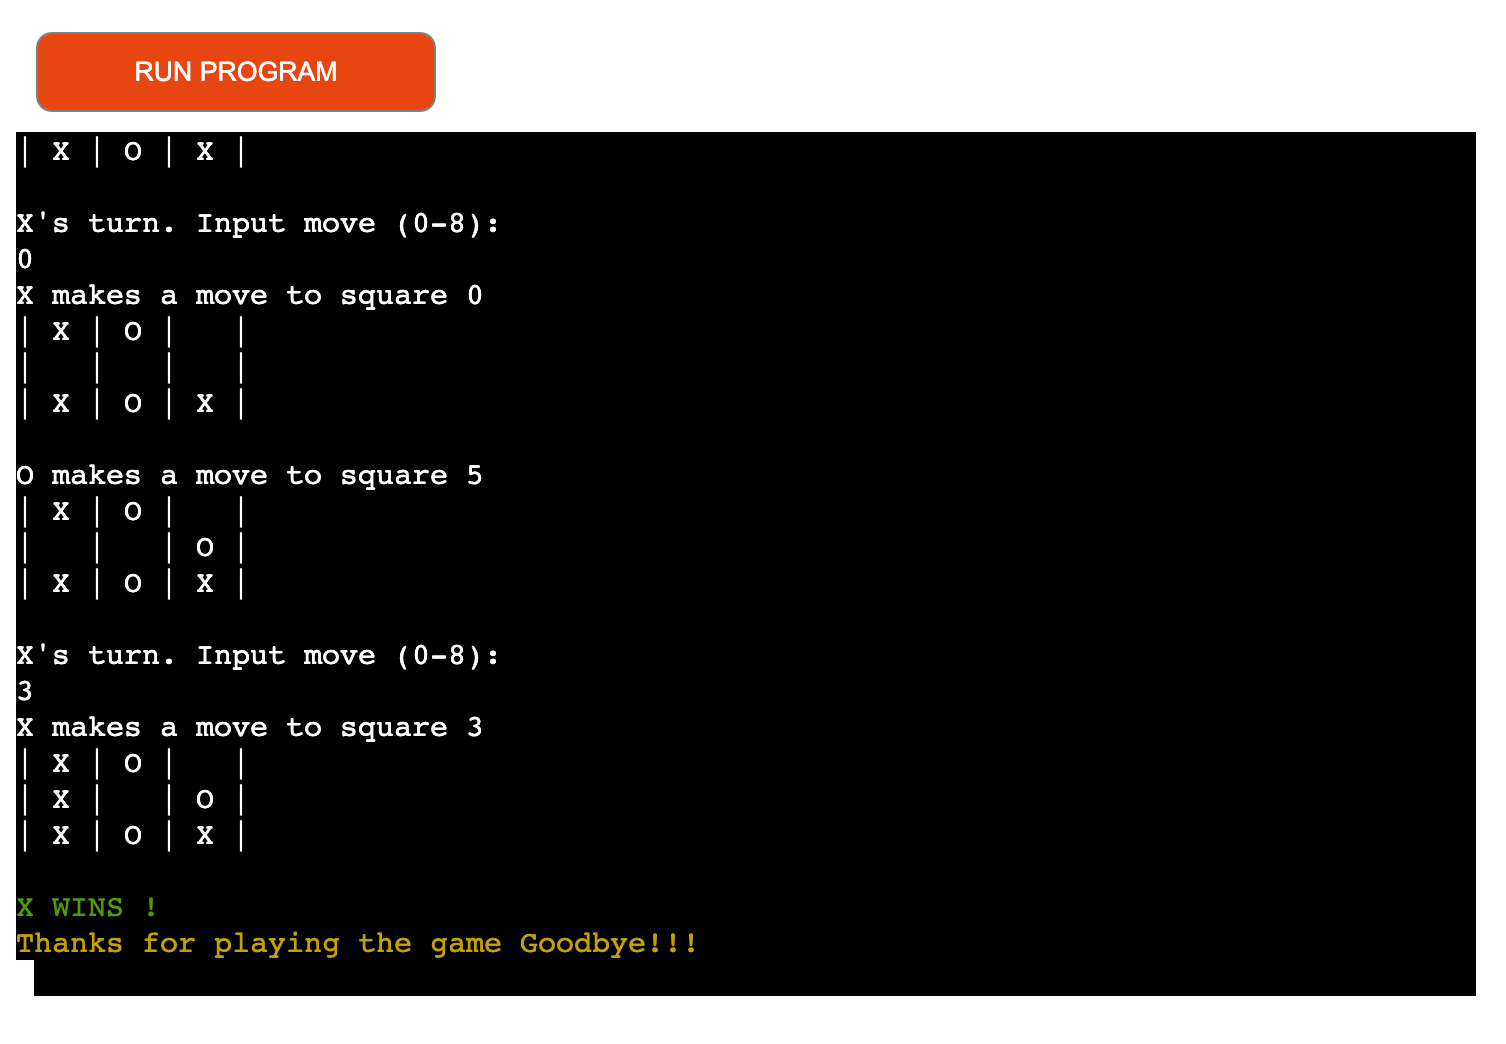 RUN PROGRAM
| X | O | X |
X's turn. Input move (0-8):
0
X makes a move to square 0
| X | O |   |
|   |   |   |
| X | O | X |
O makes a move to square 5
| X | O |   |
|   |   | O |
| X | O | X |
X's turn. Input move (0-8):
3
X makes a move to square 3
| X | O |   |
| X |   | O |
| X | O | X |
X WINS !
Thanks for playing the game Goodbye!!!